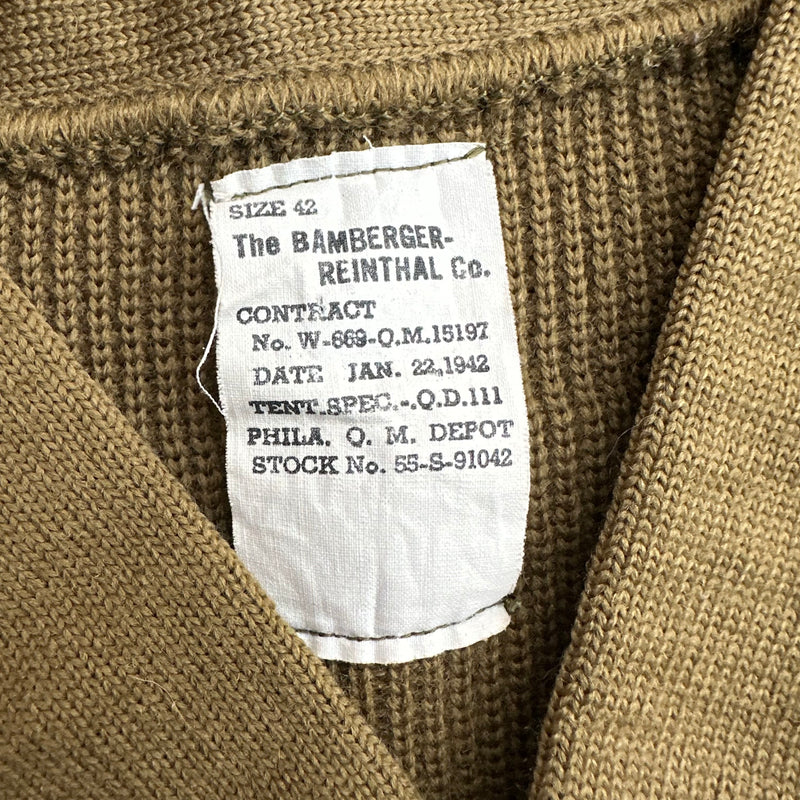 SIZE 42
The BAMBERGER-
REINTHAL Co.
CONTRACT
No. W-669-Q.M.15197
DATE JAN. 22,1942
TENT.SPEC.-.Q.D.111
PHILA. Q. M. DEPOT
STOCK No. 55-S-91042